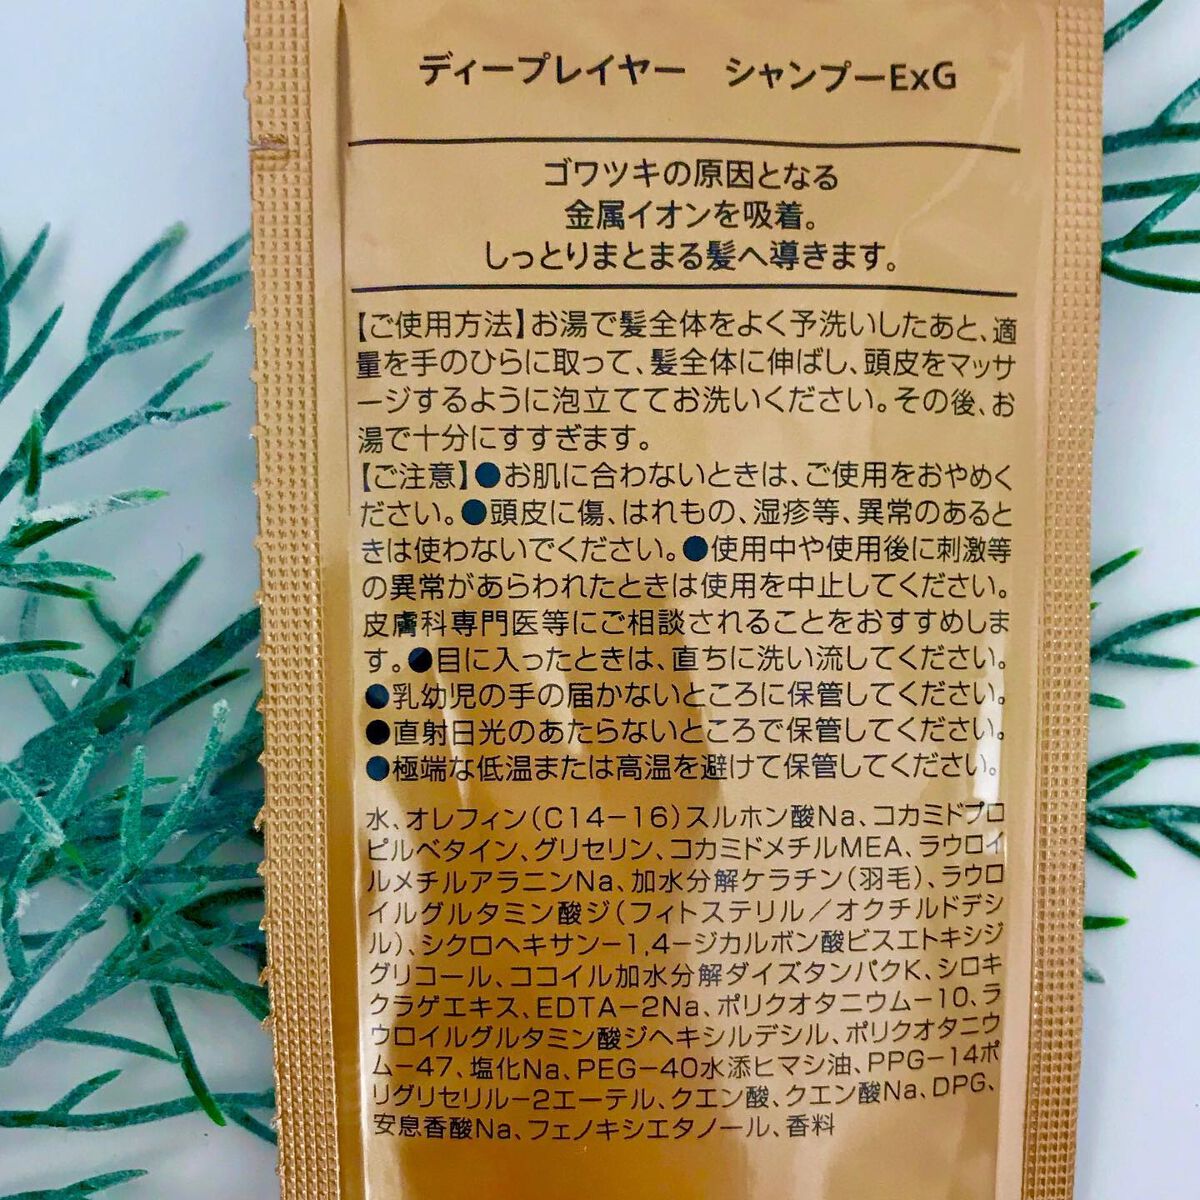 ディープレイヤー　シャンプーExG
ゴワツキの原因となる
金属イオンを吸着。
しっとりまとまる髪へ導きます。
【ご使用方法】お湯で髪全体をよく予洗いしたあと、適
量を手のひらに取って、髪全体に伸ばし、頭皮をマッサ
ージするように泡立ててお洗いください。その後、お
湯で十分にすすぎます。
【ご注意】●お肌に合わないときは、ご使用をおやめく
ださい。●頭皮に傷、はれもの、湿疹等、異常のあると
きは使わないでください。●使用中や使用後に刺激等
の異常があらわれたときは使用を中止してください。
皮膚科専門医等にご相談されることをおすすめしま
す。●目に入ったときは、直ちに洗い流してください。
●乳幼児の手の届かないところに保管してください。
●直射日光のあたらないところで保管してください。
●極端な低温または高温を避けて保管してください。
水、オレフィン(C14-16)スルホン酸Na、コカミドプロ
ピルベタイン、グリセリン、コカミドメチルMEA、ラウロイ
ルメチルアラニンNa、加水分解ケラチン(羽毛)、ラウロ
イルグルタミン酸ジ(フィトステリル/オクチルドデシ
ル)、シクロヘキサン-1,4-ジカルボン酸ビスエトキシジ
グリコール、ココイル加水分解ダイズタンパクK、シロキ
クラゲエキス、EDTA-2Na、ポリクオタニウム-10、ラ
ウロイルグルタミン酸ジヘキシルデシル、ポリクオタニウ
ム-47、塩化Na、PEG-40水添ヒマシ油、PPG-14ポ
リグリセリル-2エーテル、クエン酸、クエン酸Na、DPG、
安息香酸Na、フェノキシエタノール、香料